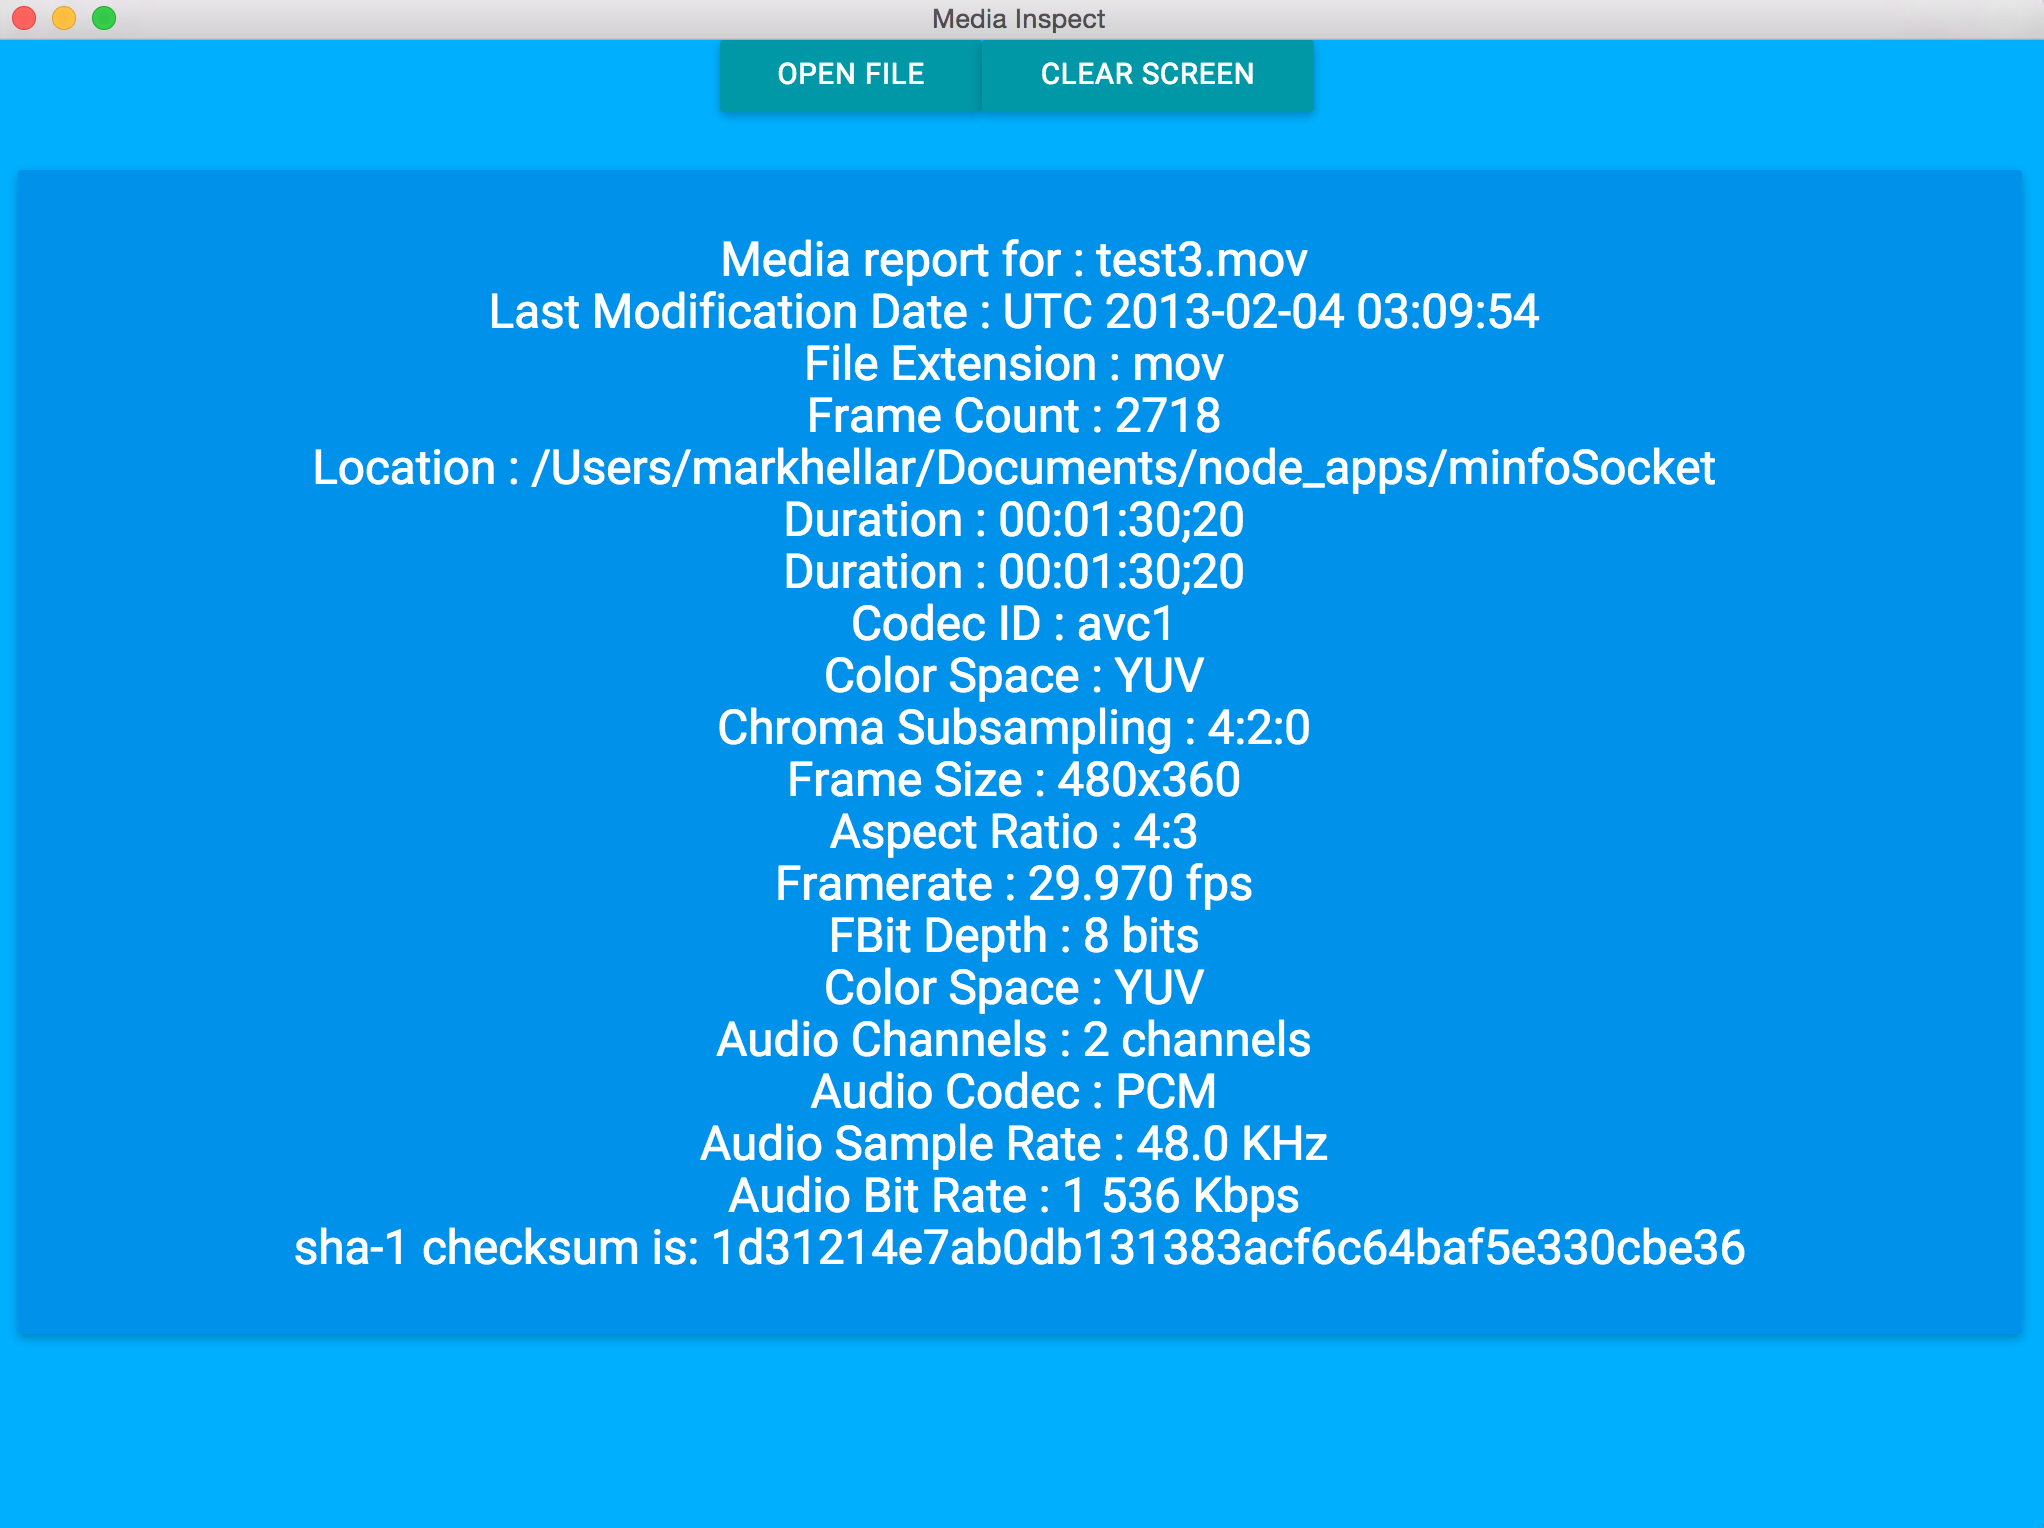 Media Inspect
OPEN FILE
CLEAR SCREEN
Media report for : test3.mov
Last Modification Date : UTC 2013-02-04 03:09:54
File Extension : mov
Frame Count : 2718
Location : /Users/markhellar/Documents/node_apps/minfoSocket
Duration : 00:01:30;20
Duration : 00:01:30;20
Codec ID : avc1
Color Space : YUV
Chroma Subsampling : 4:2:0
Frame Size : 480x360
Aspect Ratio : 4:3
Framerate : 29.970 fps
FBit Depth : 8 bits
Color Space : YUV
Audio Channels : 2 channels
Audio Codec : PCM
Audio Sample Rate : 48.0 KHz
Audio Bit Rate : 1 536 Kbps
sha-1 checksum is: 1d31214e7ab0db131383acf6c64baf5e330cbe36